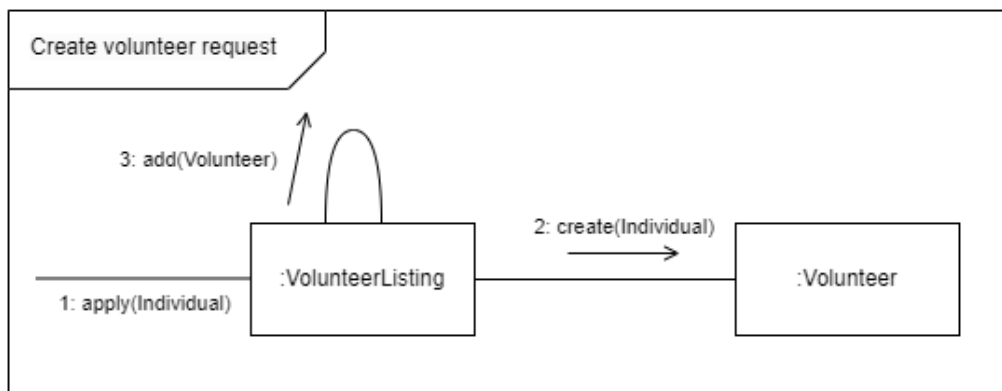 Create volunteer request
3: add(Volunteer)
2: create(Individual)
:VolunteerListing
:Volunteer
1: apply(Individual)